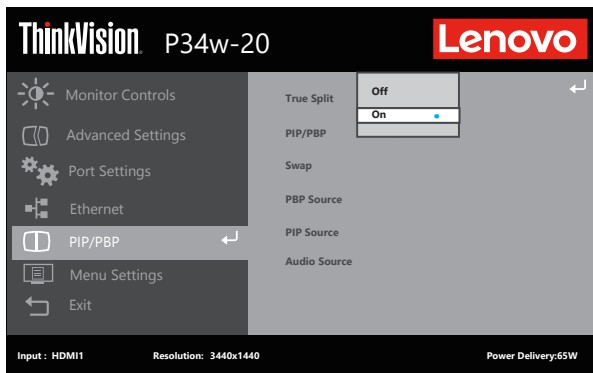 ThinkVision. P34w-20
Lenovo
Monitor Controls
Advanced Settings
Port Settings
Ethernet
PIP/PBP
Menu Settings
Exit
True Split
Off
On
PIP/PBP
Swap
PBP Source
PIP Source
Audio Source
Input : HDMI1 Resolution: 3440x1440 Power Delivery:65W